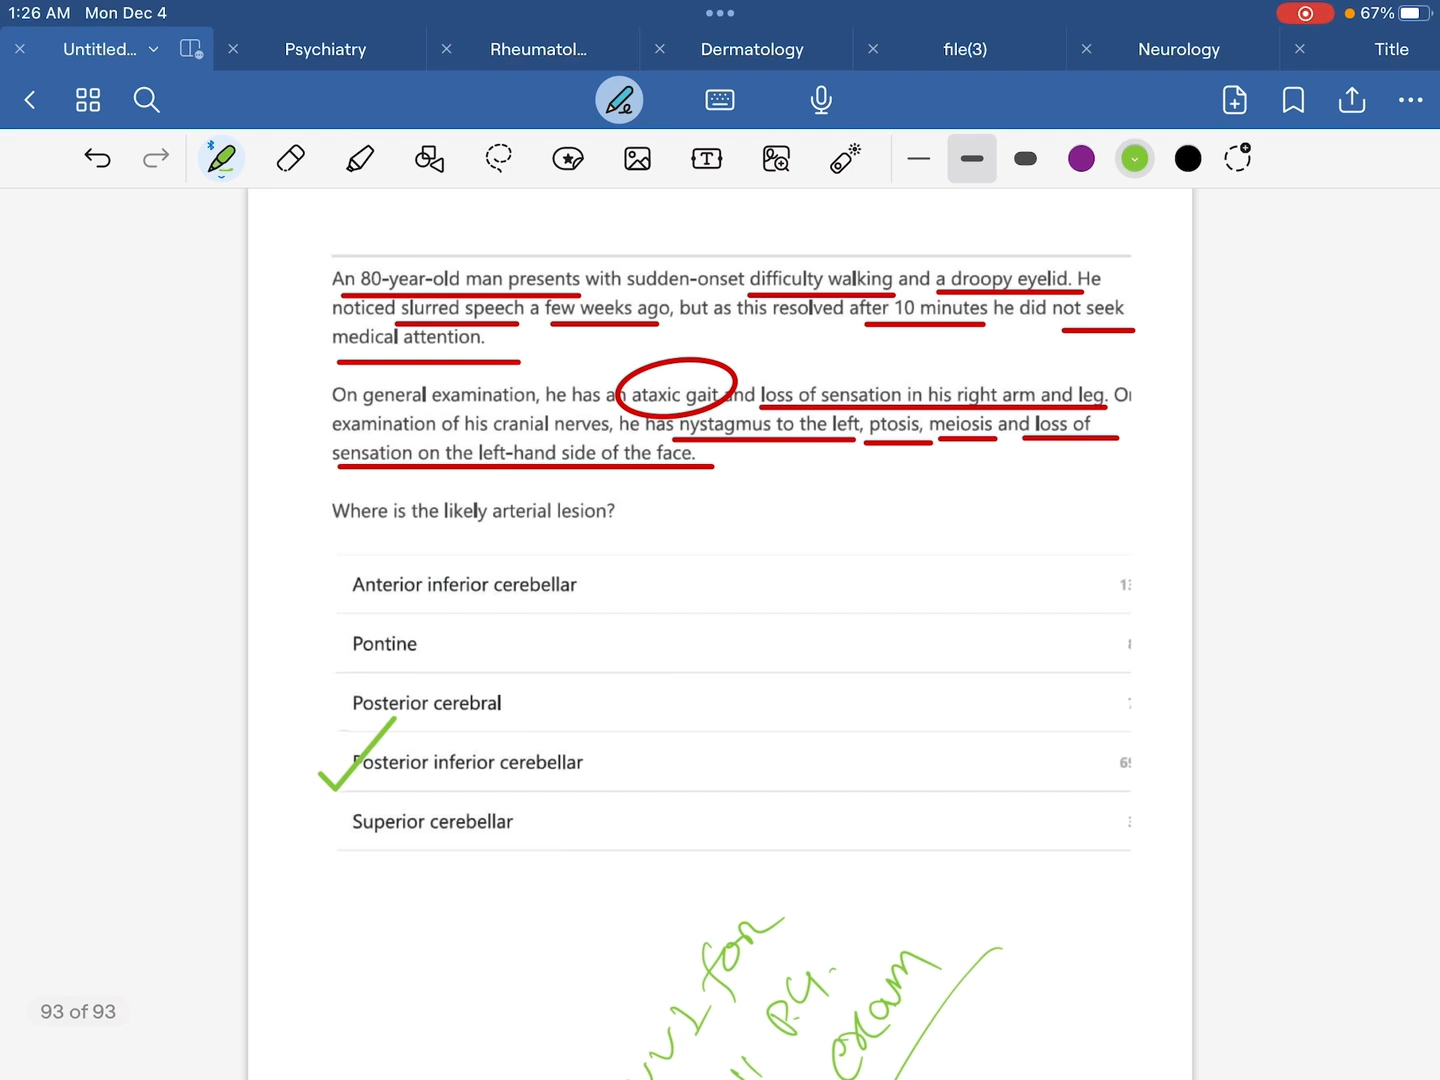 1:26 AM Mon Dec 4
67%
Untitled...
Psychiatry
Rheumatol...
Dermatology
file(3)
Neurology
Title
An 80-year-old man presents with sudden-onset difficulty walking and a droopy eyelid. He
noticed slurred speech a few weeks ago, but as this resolved after 10 minutes he did not seek
medical attention.
On general examination, he has an ataxic gait and loss of sensation in his right arm and leg. On
examination of his cranial nerves, he has nystagmus to the left, ptosis, meiosis and loss of
sensation on the left-hand side of the face.
Where is the likely arterial lesion?
Anterior inferior cerebellar
Pontine
Posterior cerebral
Posterior inferior cerebellar
Superior cerebellar
for
P.G.
exam
93 of 93